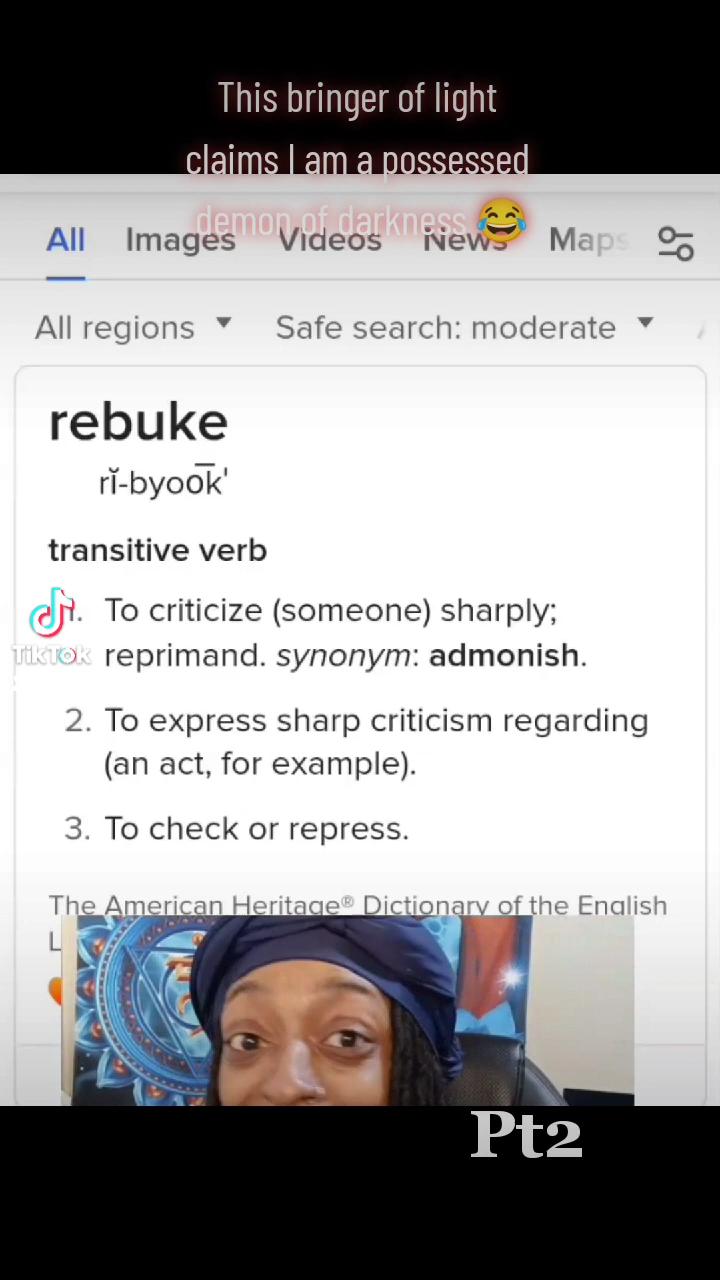 This bringer of light
claims I am a possessed
demon of darkness 😂
All Images Videos News Maps
All regions Safe search: moderate
rebuke
rĭ-byo͞ok'
transitive verb
1. To criticize (someone) sharply;
reprimand. synonym: admonish.
2. To express sharp criticism regarding
(an act, for example).
3. To check or repress.
The American Heritage® Dictionary of the English
L
TikTok
Pt2